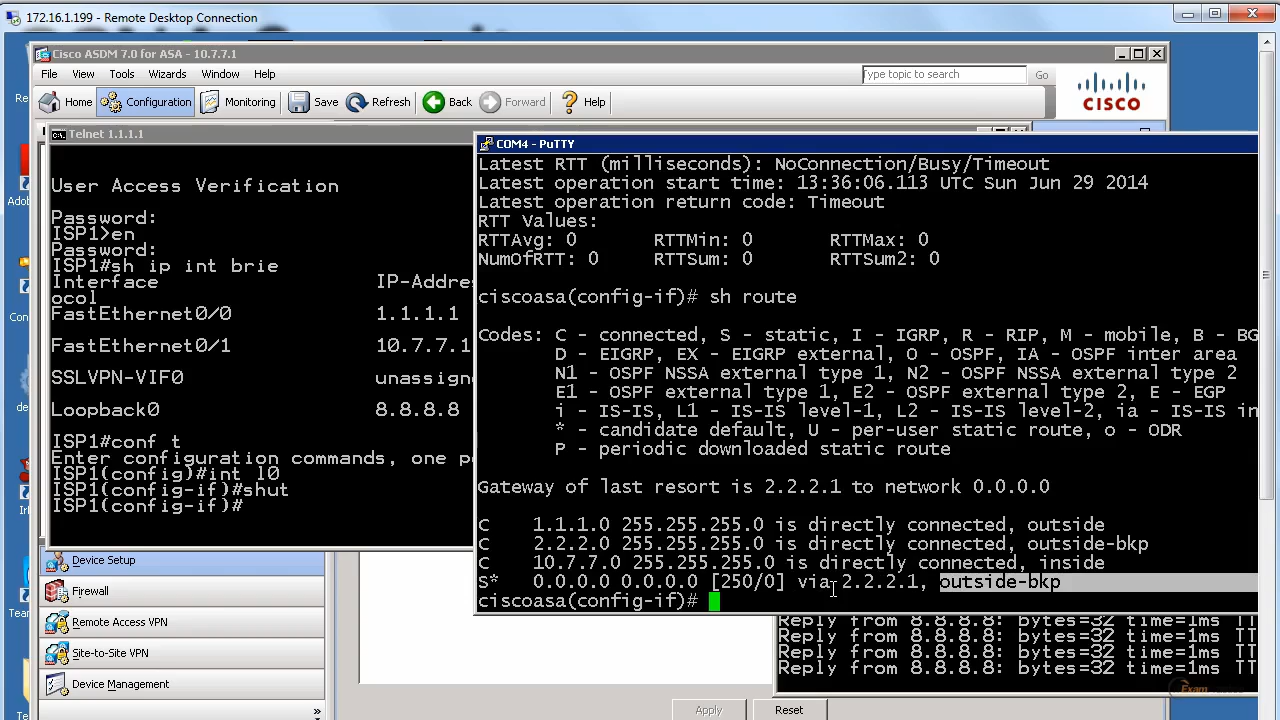 172.16.1.199 - Remote Desktop Connection
Cisco ASDM 7.0 for ASA - 10.7.7.1
File View Tools Wizards Window Help
Type topic to search Go
Home Configuration Monitoring Save Refresh Back Forward Help
CISCO
Telnet 1.1.1.1
User Access Verification
Password:
ISP1>en
Password:
ISP1#sh ip int brie
Interface IP-Addre
ocol
FastEthernet0/0 1.1.1.1
FastEthernet0/1 10.7.7.1
SSLVPN-VIF0 unassign
Loopback0 8.8.8.8
ISP1#conf t
Enter configuration commands, one p
ISP1(config)#int l0
ISP1(config-if)#shut
ISP1(config-if)#
COM4 - PuTTY
Latest RTT (milliseconds): NoConnection/Busy/Timeout
Latest operation start time: 13:36:06.113 UTC Sun Jun 29 2014
Latest operation return code: Timeout
RTT Values:
RTTAvg: 0 RTTMin: 0 RTTMax: 0
NumOfRTT: 0 RTTSum: 0 RTTSum2: 0
ciscoasa(config-if)# sh route
Codes: C - connected, S - static, I - IGRP, R - RIP, M - mobile, B - BG
D - EIGRP, EX - EIGRP external, O - OSPF, IA - OSPF inter area
N1 - OSPF NSSA external type 1, N2 - OSPF NSSA external type 2
E1 - OSPF external type 1, E2 - OSPF external type 2, E - EGP
i - IS-IS, L1 - IS-IS level-1, L2 - IS-IS level-2, ia - IS-IS in
* - candidate default, U - per-user static route, o - ODR
P - periodic downloaded static route
Gateway of last resort is 2.2.2.1 to network 0.0.0.0
C 1.1.1.0 255.255.255.0 is directly connected, outside
C 2.2.2.0 255.255.255.0 is directly connected, outside-bkp
C 10.7.7.0 255.255.255.0 is directly connected, inside
S* 0.0.0.0 0.0.0.0 [250/0] via 2.2.2.1, outside-bkp
ciscoasa(config-if)#
Device Setup
Firewall
Remote Access VPN
Site-to-Site VPN
Device Management
Reply from 8.8.8.8: bytes=32 time=1ms TT
Reply from 8.8.8.8: bytes=32 time=1ms TT
Reply from 8.8.8.8: bytes=32 time=1ms TT
Reply from 8.8.8.8: bytes=32 time=1ms TT
Apply Reset
Re
Adob
Con
de
Irf
Te